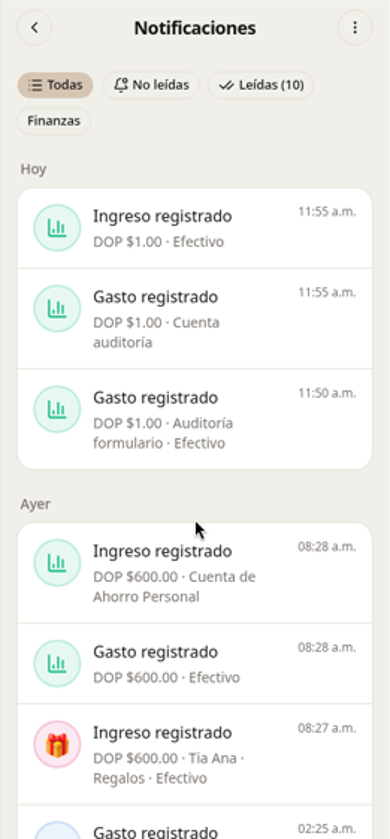 Notificaciones
Todas
No leídas
Leídas (10)
Finanzas
Hoy
Ingreso registrado
11:55 a.m.
DOP $1.00 · Efectivo
Gasto registrado
11:55 a.m.
DOP $1.00 · Cuenta
auditoría
Gasto registrado
11:50 a.m.
DOP $1.00 · Auditoría
formulario · Efectivo
Ayer
Ingreso registrado
08:28 a.m.
DOP $600.00 · Cuenta de
Ahorro Personal
Gasto registrado
08:28 a.m.
DOP $600.00 · Efectivo
Ingreso registrado
08:27 a.m.
DOP $600.00 · Tia Ana ·
Regalos · Efectivo
Gasto registrado
02:25 a.m.